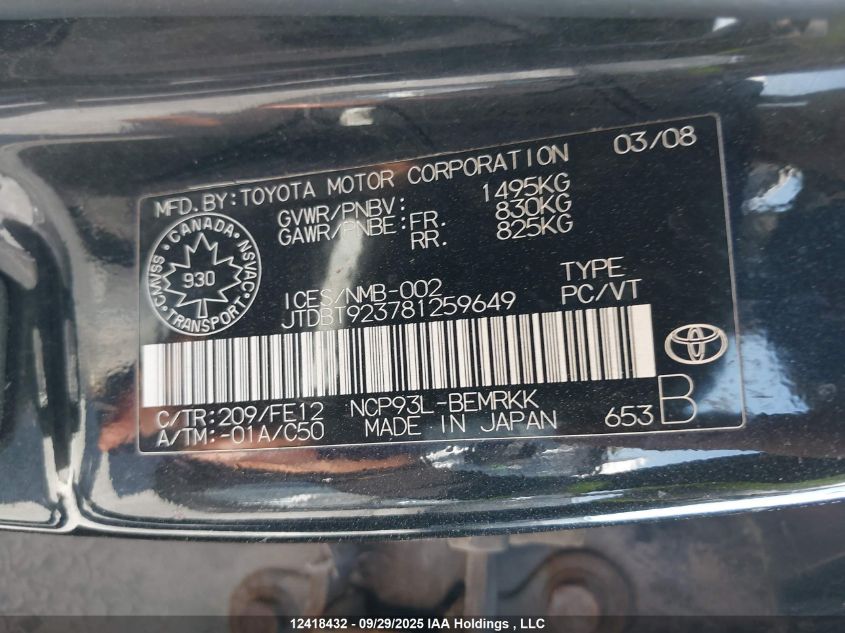 MFD. BY: TOYOTA MOTOR CORPORATION 03/08
GVWR/PNBV: 1495KG
GAWR/PNBE: FR. 830KG
RR. 825KG
CANADA
CMVSS NSVAC
930
TRANSPORT
ICES/NMB-002 TYPE
JTDBT923781259649 PC/VT
C/TR: 209/FE12 NCP93L-BEMRKK
A/TM: -01A/C50 MADE IN JAPAN 653 B
12418432 - 09/29/2025 IAA Holdings , LLC